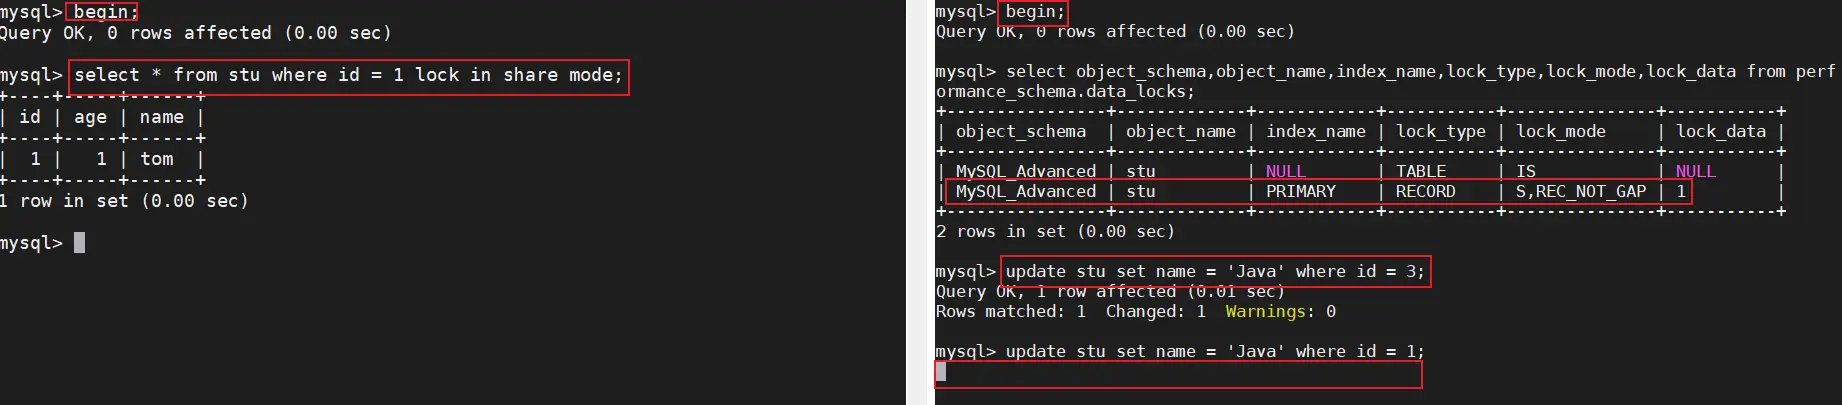 mysql> begin;
Query OK, 0 rows affected (0.00 sec)
mysql> select * from stu where id = 1 lock in share mode;
+----+-----+------+
| id | age | name |
+----+-----+------+
|  1 |   1 | tom  |
+----+-----+------+
1 row in set (0.00 sec)
mysql>
mysql> begin;
Query OK, 0 rows affected (0.00 sec)
mysql> select object_schema,object_name,index_name,lock_type,lock_mode,lock_data from perf
ormance_schema.data_locks;
+----------------+-------------+------------+-----------+---------------+-----------+
| object_schema  | object_name | index_name | lock_type | lock_mode     | lock_data |
+----------------+-------------+------------+-----------+---------------+-----------+
| MySQL_Advanced | stu         | NULL       | TABLE     | IS            | NULL      |
| MySQL_Advanced | stu         | PRIMARY    | RECORD    | S,REC_NOT_GAP | 1         |
+----------------+-------------+------------+-----------+---------------+-----------+
2 rows in set (0.00 sec)
mysql> update stu set name = 'Java' where id = 3;
Query OK, 1 row affected (0.01 sec)
Rows matched: 1  Changed: 1  Warnings: 0
mysql> update stu set name = 'Java' where id = 1;